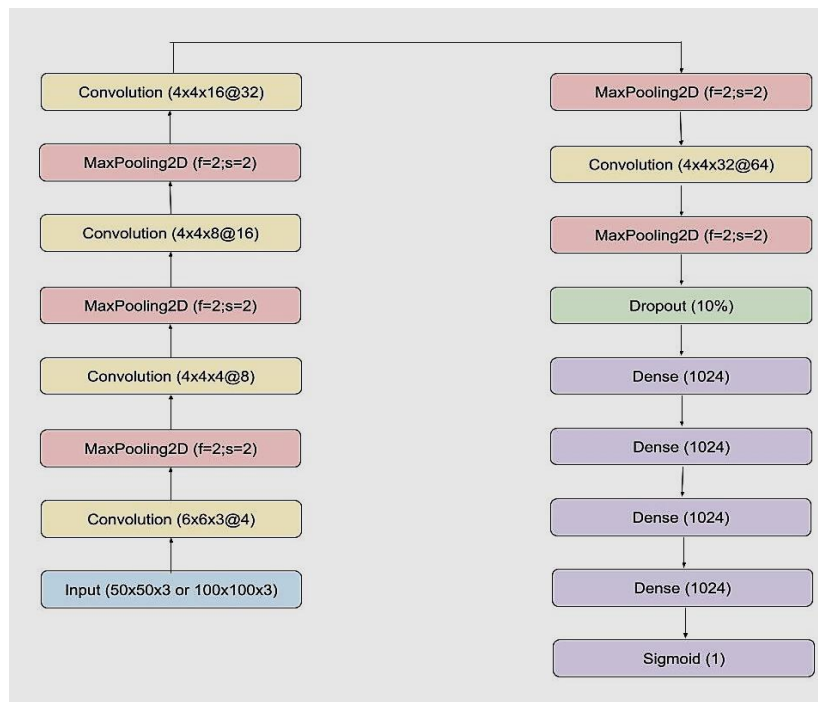 Convolution (4x4x16@32)
MaxPooling2D (f=2;s=2)
Convolution (4x4x8@16)
MaxPooling2D (f=2;s=2)
Convolution (4x4x4@8)
MaxPooling2D (f=2;s=2)
Convolution (6x6x3@4)
Input (50x50x3 or 100x100x3)
MaxPooling2D (f=2;s=2)
Convolution (4x4x32@64)
MaxPooling2D (f=2;s=2)
Dropout (10%)
Dense (1024)
Dense (1024)
Dense (1024)
Dense (1024)
Sigmoid (1)